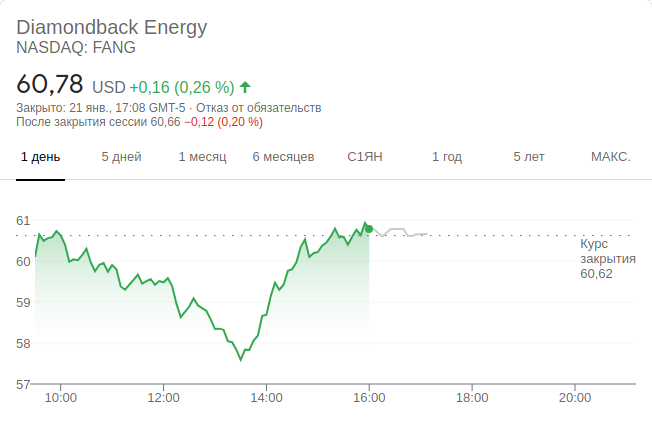 Diamondback Energy
NASDAQ: FANG
60,78 USD +0,16 (0,26 %)
Закрыто: 21 янв., 17:08 GMT-5 · Отказ от обязательств
После закрытия сессии 60,66 −0,12 (0,20 %)
1 день 5 дней 1 месяц 6 месяцев С1ЯН 1 год 5 лет МАКС.
61
60
59
58
57
Курс
закрытия
60,62
10:00 12:00 14:00 16:00 18:00 20:00